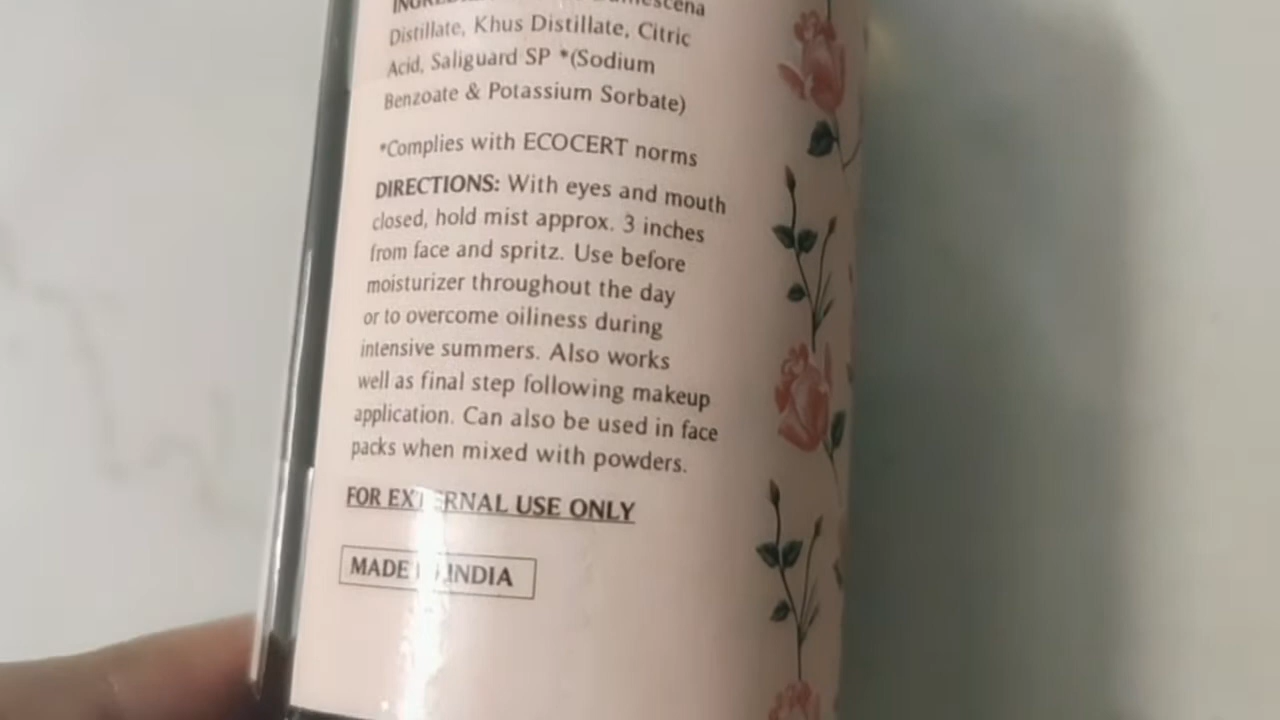 Distillate, Khus Distillate, Citric
Acid, Saliguard SP *(Sodium
Benzoate & Potassium Sorbate)
*Complies with ECOCERT norms
DIRECTIONS: With eyes and mouth
closed, hold mist approx. 3 inches
from face and spritz. Use before
moisturizer throughout the day
or to overcome oiliness during
intensive summers. Also works
well as final step following makeup
application. Can also be used in face
packs when mixed with powders.
FOR EXTERNAL USE ONLY
MADE IN INDIA